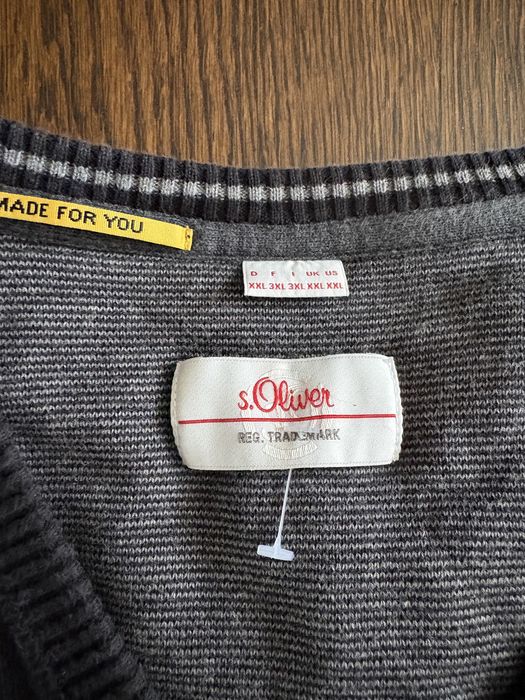 MADE FOR YOU
D F I UK US
XXL 3XL 3XL XXL XXL
s.Oliver
REG. TRADEMARK